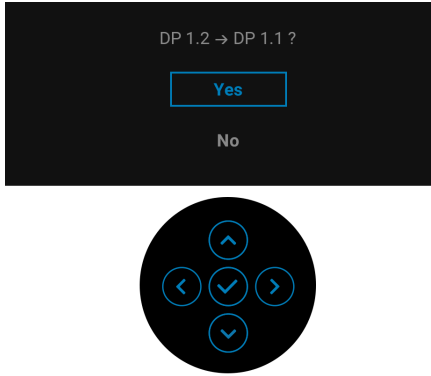 DP 1.2 → DP 1.1 ?
Yes
No